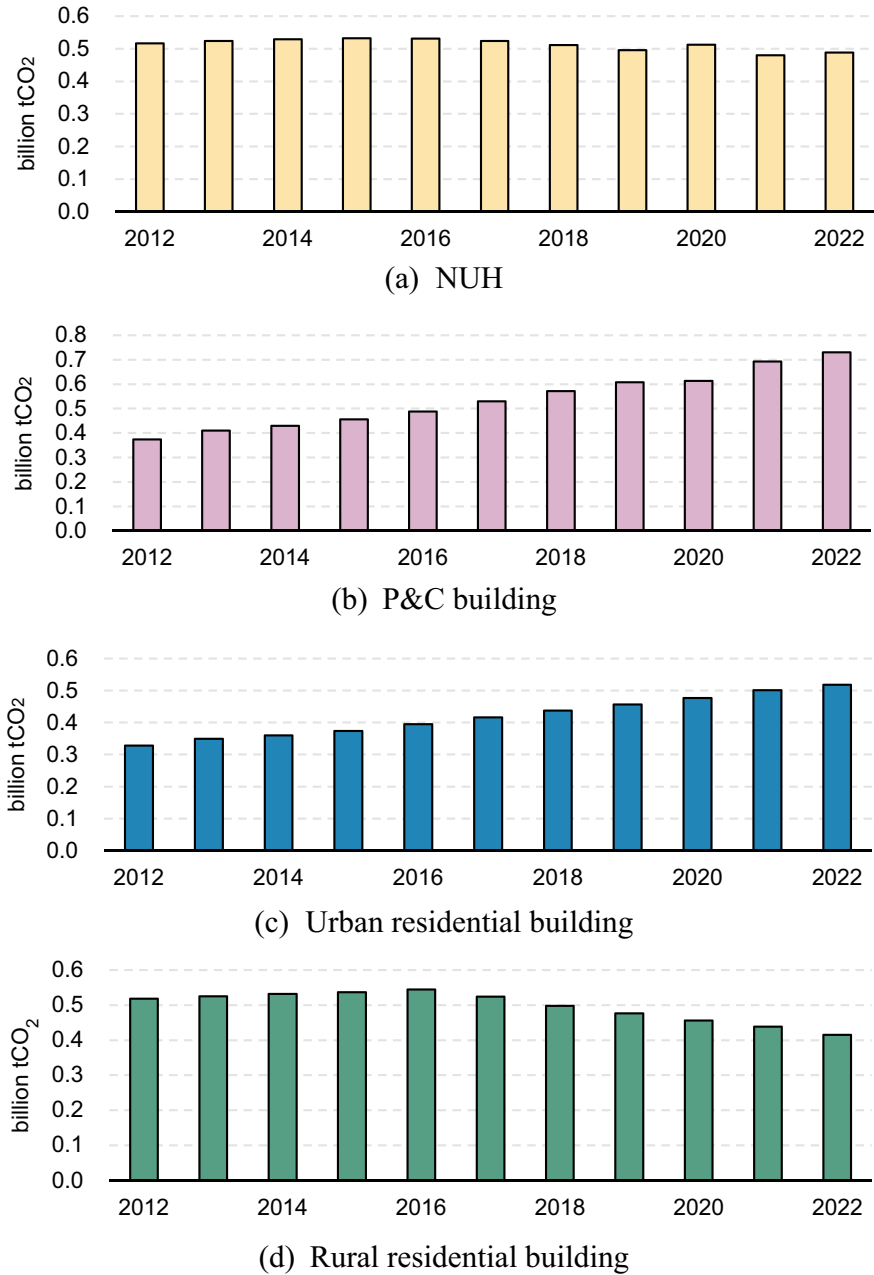 0.6
0.5
0.4
0.3
0.2
0.1
0.0
billion tCO2
2012 2014 2016 2018 2020 2022
(a) NUH
0.8
0.7
0.6
0.5
0.4
0.3
0.2
0.1
0.0
billion tCO2
2012 2014 2016 2018 2020 2022
(b) P&C building
0.6
0.5
0.4
0.3
0.2
0.1
0.0
billion tCO2
2012 2014 2016 2018 2020 2022
(c) Urban residential building
0.6
0.5
0.4
0.3
0.2
0.1
0.0
billion tCO₂
2012 2014 2016 2018 2020 2022
(d) Rural residential building